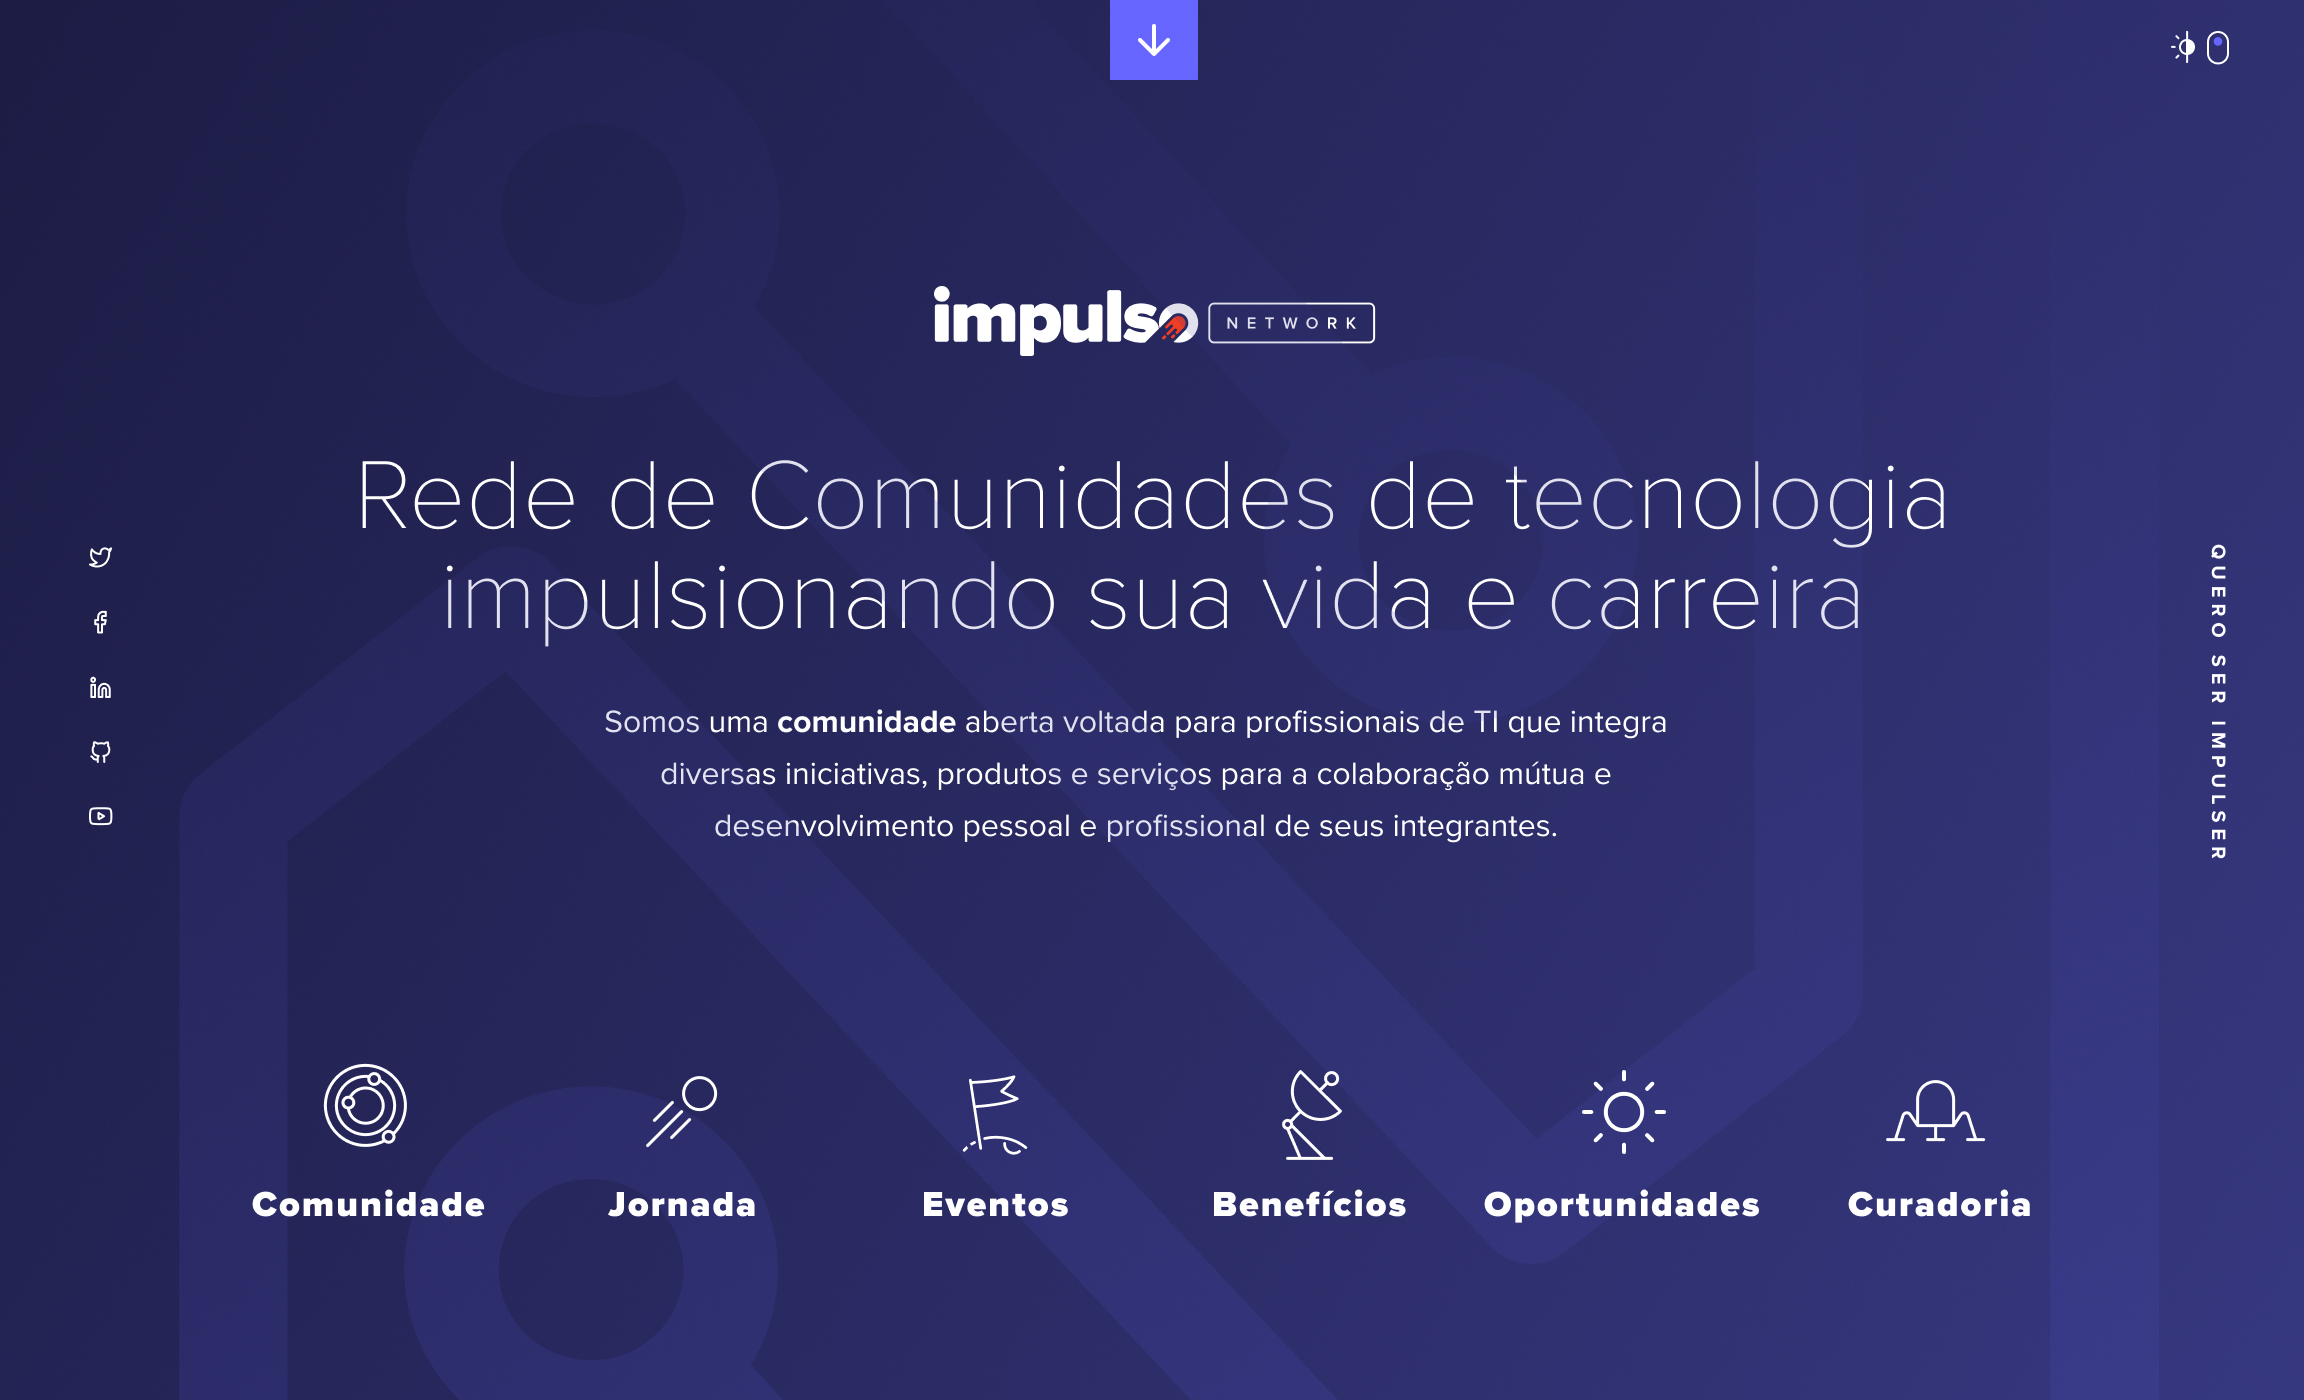 impulso NETWORK
Rede de Comunidades de tecnologia
impulsionando sua vida e carreira
Somos uma comunidade aberta voltada para profissionais de TI que integra
diversas iniciativas, produtos e serviços para a colaboração mútua e
desenvolvimento pessoal e profissional de seus integrantes.
QUERO SER IMPULSER
Comunidade
Jornada
Eventos
Benefícios
Oportunidades
Curadoria